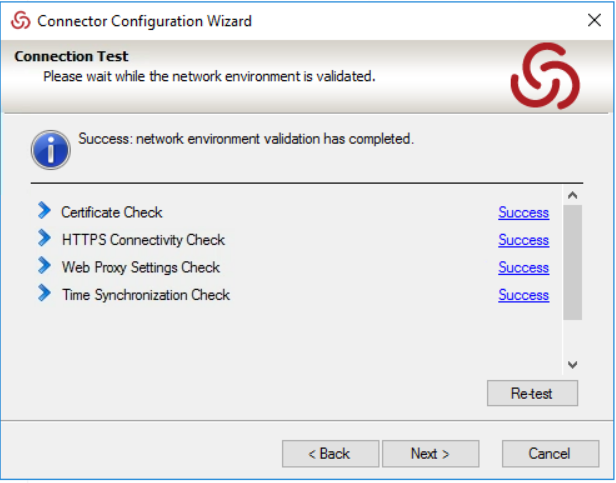 Connector Configuration Wizard
Connection Test
Please wait while the network environment is validated.
Success: network environment validation has completed.
Certificate Check Success
HTTPS Connectivity Check Success
Web Proxy Settings Check Success
Time Synchronization Check Success
Re-test
< Back Next > Cancel